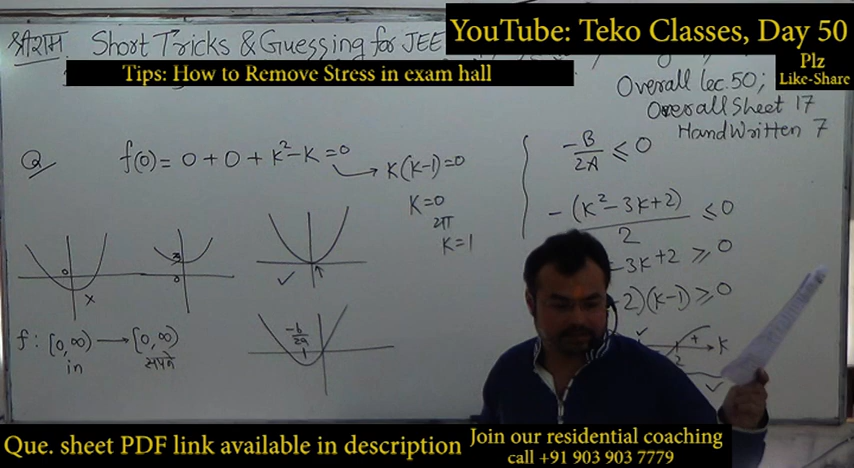 YouTube: Teko Classes, Day 50
Plz
Like-Share
श्रीराम Short Tricks & Guessing for JEE
Tips: How to Remove Stress in exam hall
Overall Lec. 50;
Overall Sheet 17
HandWritten 7
Q f(0) = 0 + 0 + K²-K = 0
K(K-1)=0
K=0
या
K=1
-B/2A ≤ 0
-(K²-3K+2)/2 ≤ 0
-3K+2 ≥ 0
-2)(K-1) ≥ 0
0
x
0
✓
-b/2a
f: [0,∞) → [0,∞)
in
2
+
K
✓
Que. sheet PDF link available in description
Join our residential coaching
call +91 903 903 7779